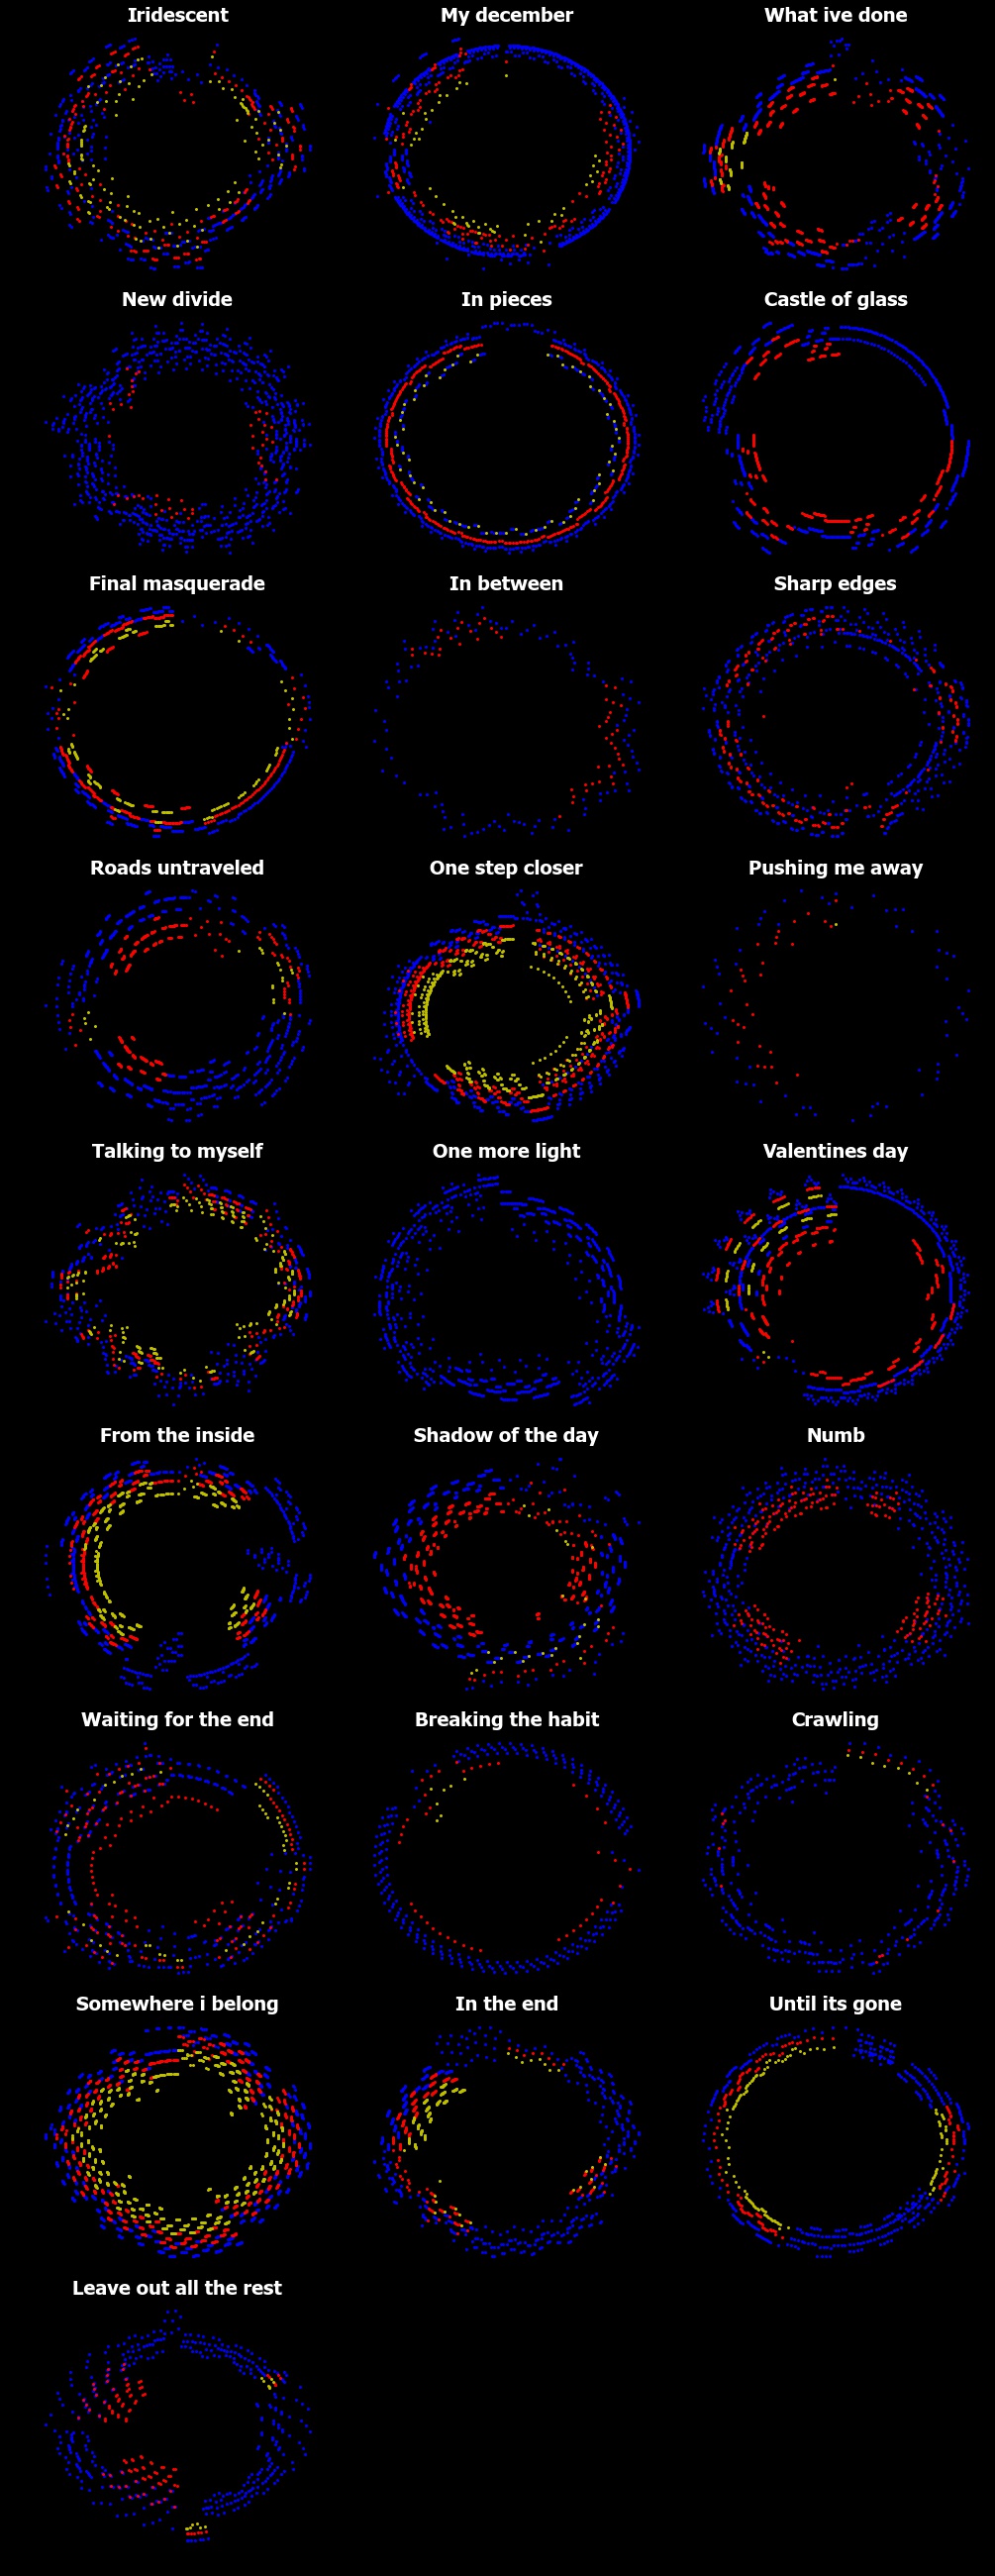 Iridescent
My december
What ive done
New divide
In pieces
Castle of glass
Final masquerade
In between
Sharp edges
Roads untraveled
One step closer
Pushing me away
Talking to myself
One more light
Valentines day
From the inside
Shadow of the day
Numb
Waiting for the end
Breaking the habit
Crawling
Somewhere i belong
In the end
Until its gone
Leave out all the rest